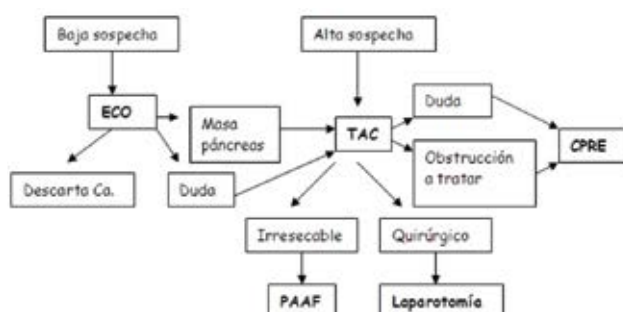 Baja sospecha
Alta sospecha
ECO
Masa
páncreas
TAC
Duda
CPRE
Obstrucción
a tratar
Descarta Ca.
Duda
Irresecable
Quirúrgico
PAAF
Laparotomía